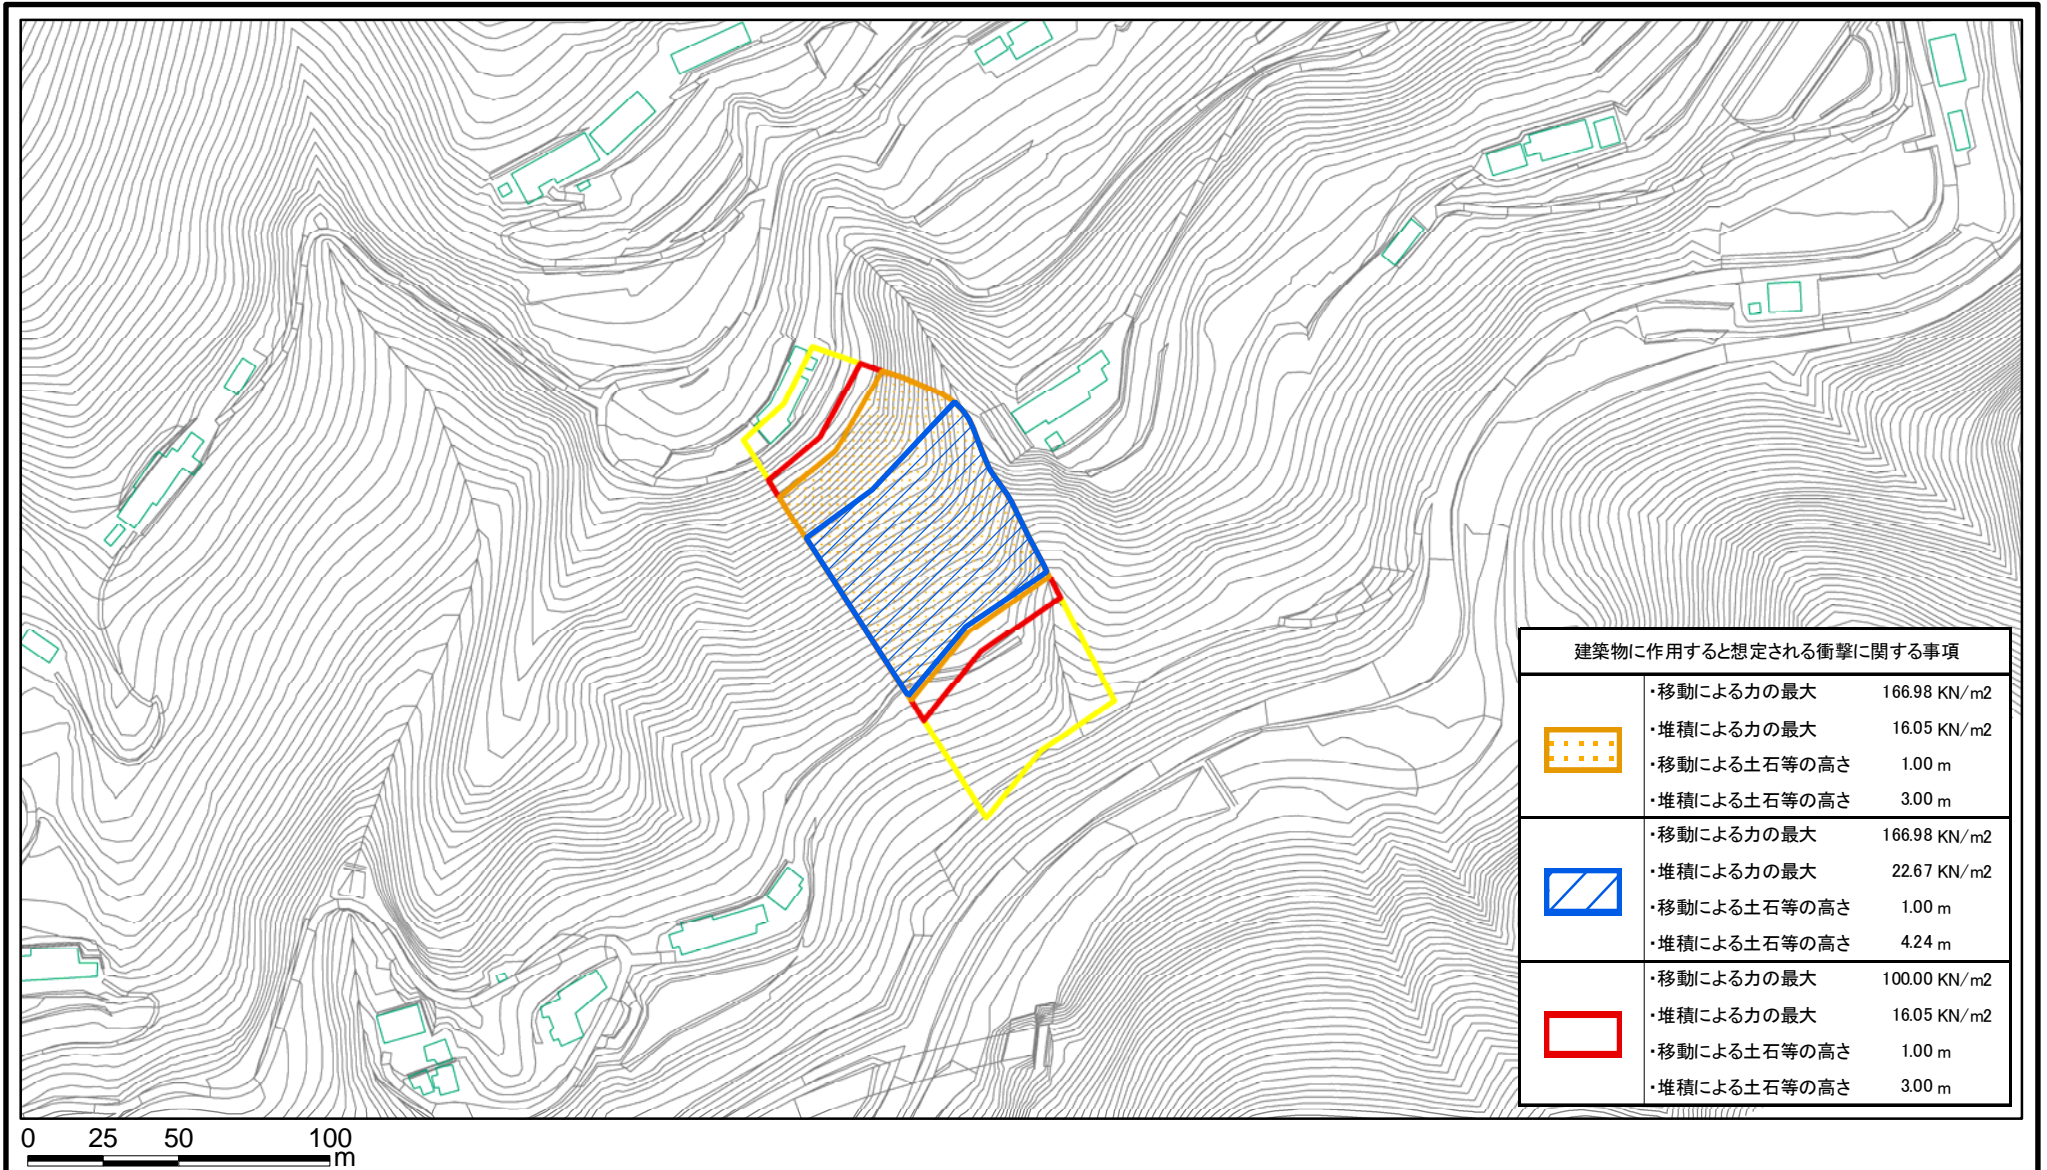 建築物に作用すると想定される衝撃に関する事項
・移動による力の最大 166.98 KN/m2
・堆積による力の最大 16.05 KN/m2
・移動による土石等の高さ 1.00 m
・堆積による土石等の高さ 3.00 m
・移動による力の最大 166.98 KN/m2
・堆積による力の最大 22.67 KN/m2
・移動による土石等の高さ 1.00 m
・堆積による土石等の高さ 4.24 m
・移動による力の最大 100.00 KN/m2
・堆積による力の最大 16.05 KN/m2
・移動による土石等の高さ 1.00 m
・堆積による土石等の高さ 3.00 m
0 25 50 100
m